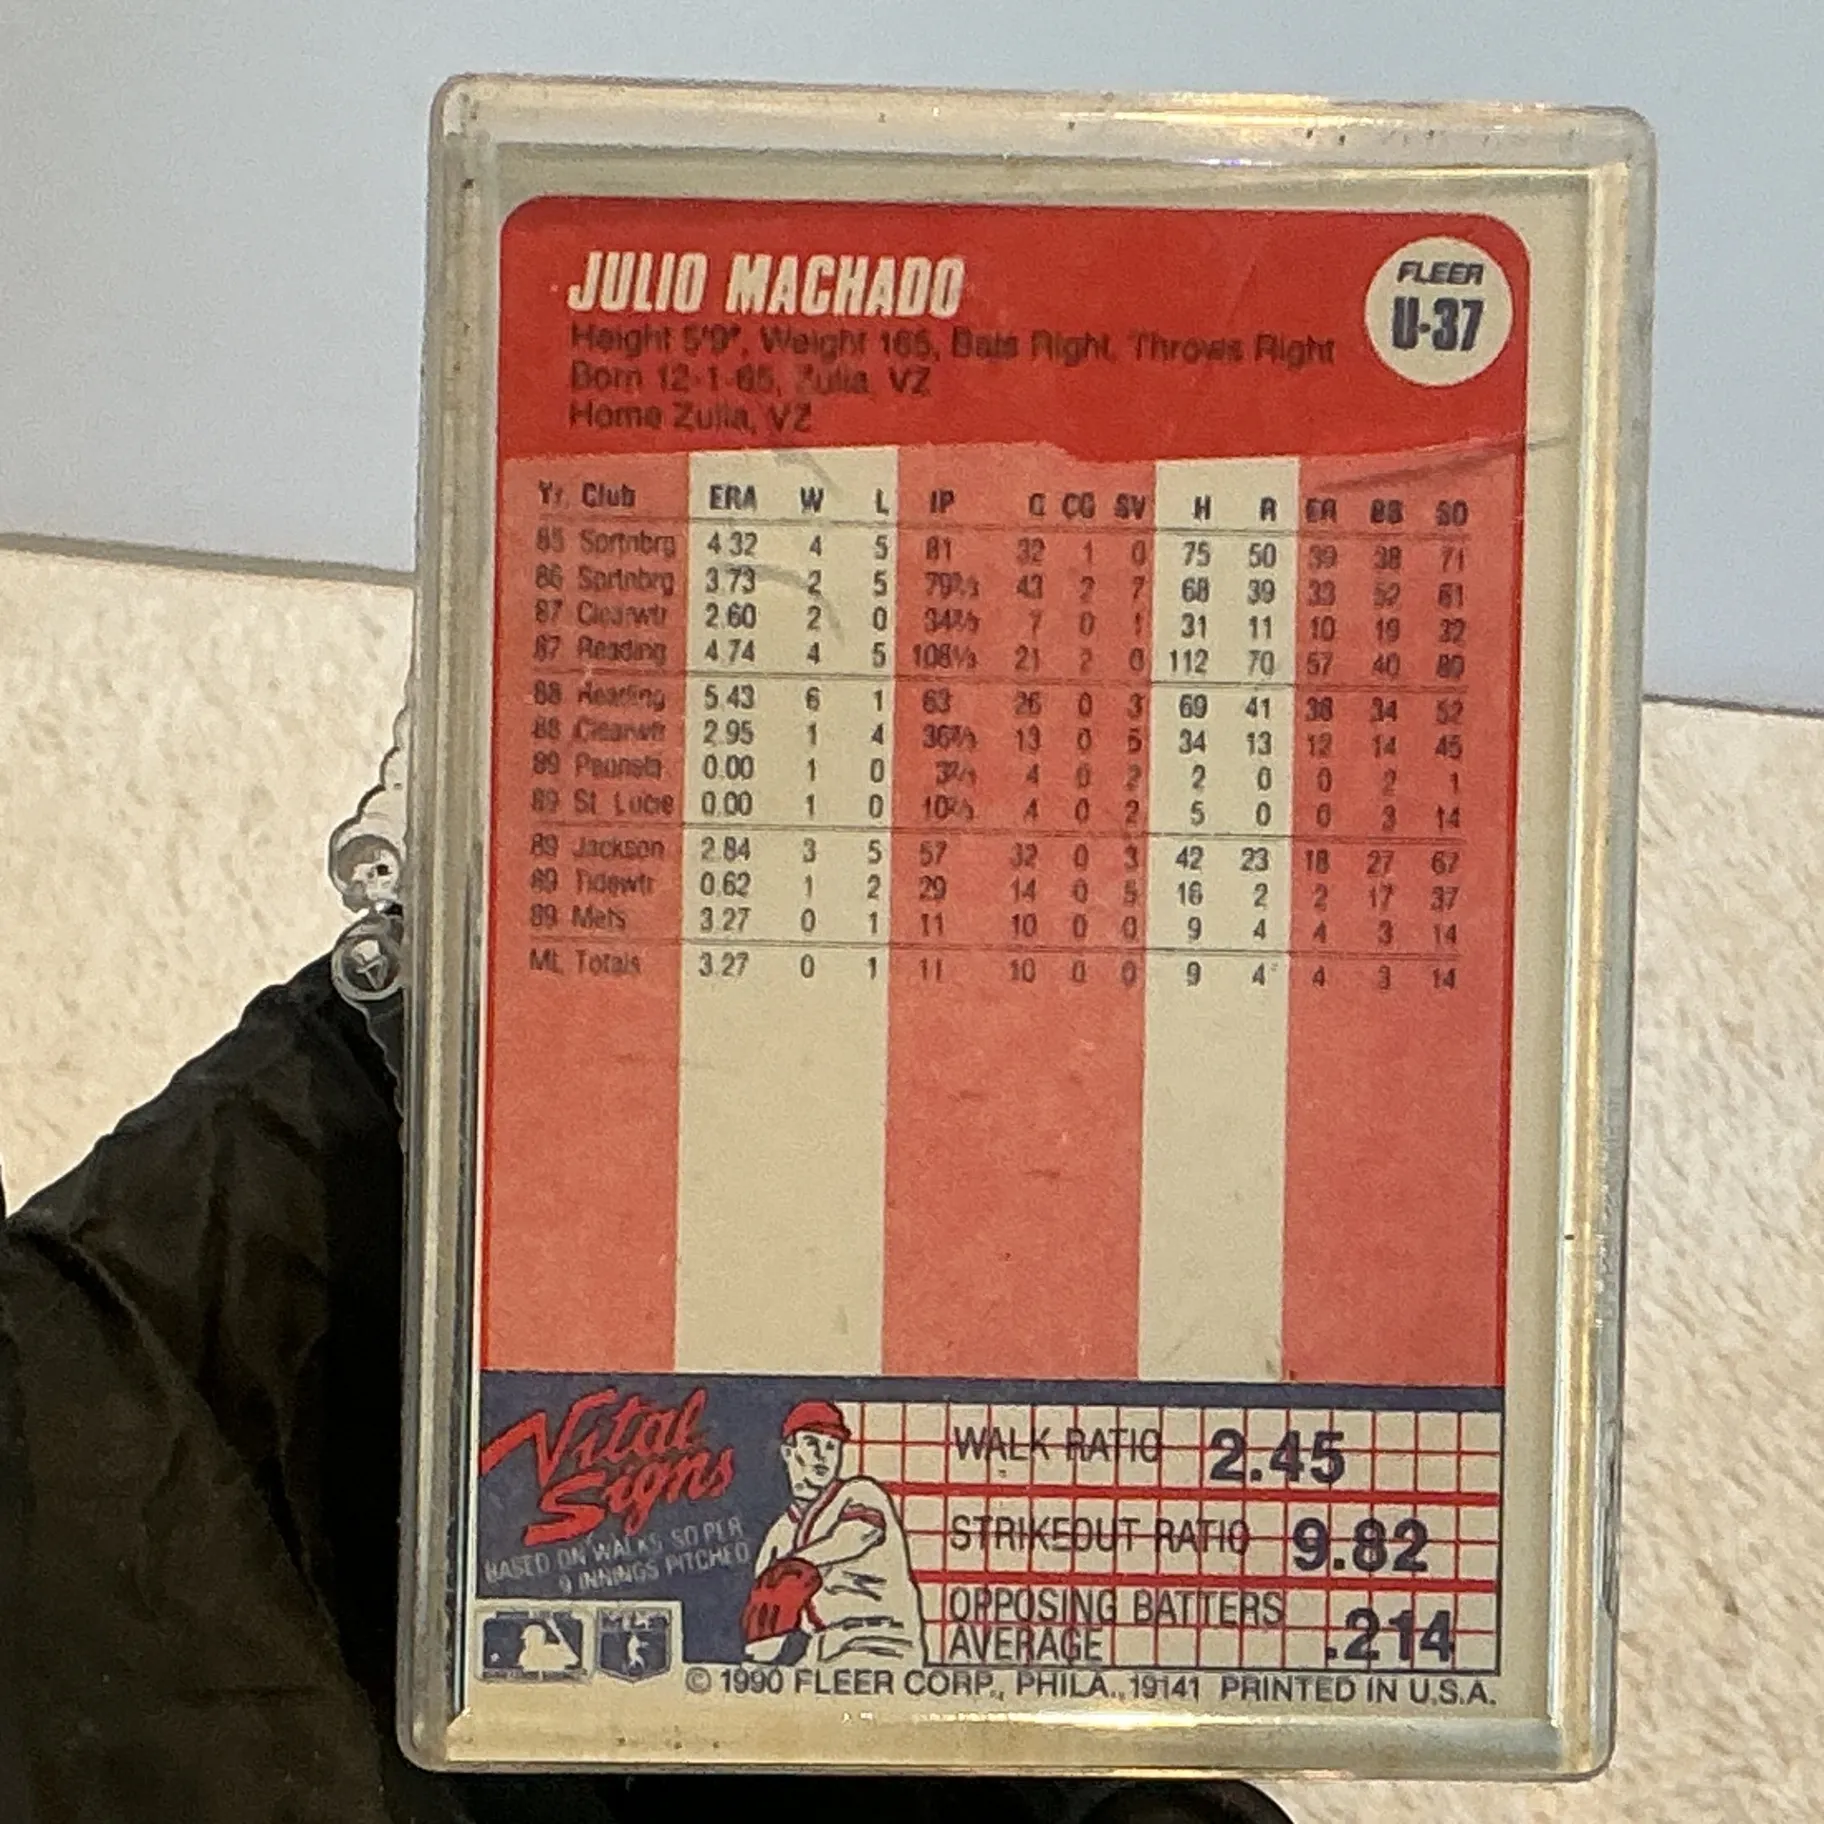 JULIO MACHADO
FLEER
U-37
Height 5'9", Weight 165, Bats Right, Throws Right
Born 12-1-65, Zulia, VZ
Home Zulia, VZ
Yr. Club ERA W L IP G CG SV H R ER BB SO
85 Sprtnbrg 4.32 4 5 81 32 1 0 75 50 39 38 71
86 Sprtnbrg 3.73 2 5 79⅔ 43 2 7 68 39 33 52 61
87 Clearwtr 2.60 2 0 34⅔ 7 0 1 31 11 10 19 32
87 Reading 4.74 4 5 108⅓ 21 2 0 112 70 57 40 89
88 Reading 5.43 6 1 63 26 0 3 69 41 38 34 52
88 Clearwtr 2.95 1 4 36⅔ 13 0 5 34 13 12 14 45
89 0.00 1 0 4 0 2 2 0 0 2 1
89 St. Lucie 0.00 1 0 10⅔ 4 0 2 5 0 0 3 14
89 Jackson 2.84 3 5 57 32 0 3 42 23 18 27 67
89 Tidewtr 0.62 1 2 29 14 0 5 16 2 2 17 37
89 Mets 3.27 0 1 11 10 0 0 9 4 4 3 14
ML Totals 3.27 0 1 11 10 0 0 9 4 4 3 14
Vital
Signs
BASED ON WALKS, SO PER
9 INNINGS PITCHED
WALK RATIO 2.45
STRIKEOUT RATIO 9.82
OPPOSING BATTERS
AVERAGE .214
© 1990 FLEER CORP., PHILA., 19141 PRINTED IN U.S.A.